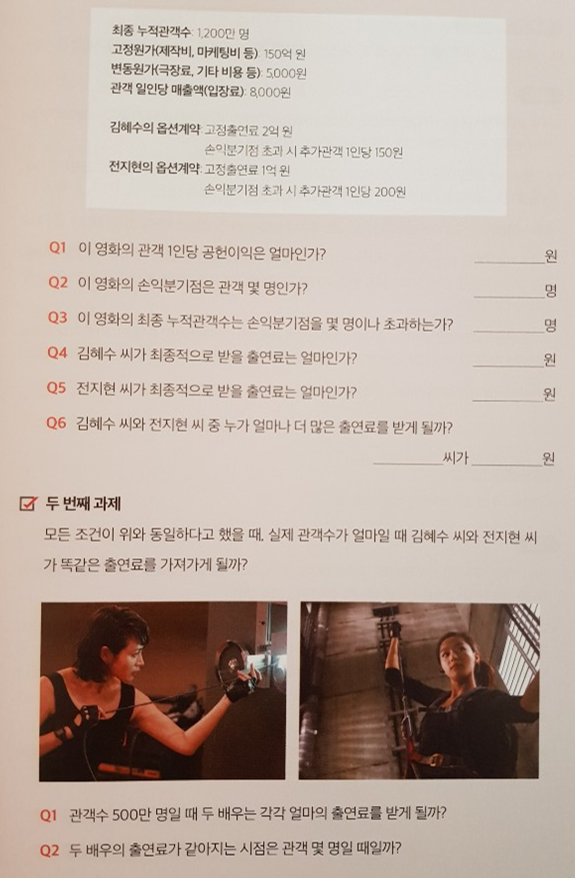 최종 누적관객수: 1,200만 명
고정원가(제작비, 마케팅비 등): 150억 원
변동원가(극장료, 기타 비용 등): 5,000원
관객 일인당 매출액(입장료): 8,000원
김혜수의 옵션계약: 고정출연료 2억 원
손익분기점 초과 시 추가관객 1인당 150원
전지현의 옵션계약: 고정출연료 1억 원
손익분기점 초과 시 추가관객 1인당 200원
Q1 이 영화의 관객 1인당 공헌이익은 얼마인가? ________원
Q2 이 영화의 손익분기점은 관객 몇 명인가? ________명
Q3 이 영화의 최종 누적관객수는 손익분기점을 몇 명이나 초과하는가? ________명
Q4 김혜수 씨가 최종적으로 받을 출연료는 얼마인가? ________원
Q5 전지현 씨가 최종적으로 받을 출연료는 얼마인가? ________원
Q6 김혜수 씨와 전지현 씨 중 누가 얼마나 더 많은 출연료를 받게 될까?
________씨가 ________원
두 번째 과제
모든 조건이 위와 동일하다고 했을 때, 실제 관객수가 얼마일 때 김혜수 씨와 전지현 씨
가 똑같은 출연료를 가져가게 될까?
Q1 관객수 500만 명일 때 두 배우는 각각 얼마의 출연료를 받게 될까?
Q2 두 배우의 출연료가 같아지는 시점은 관객 몇 명일 때일까?